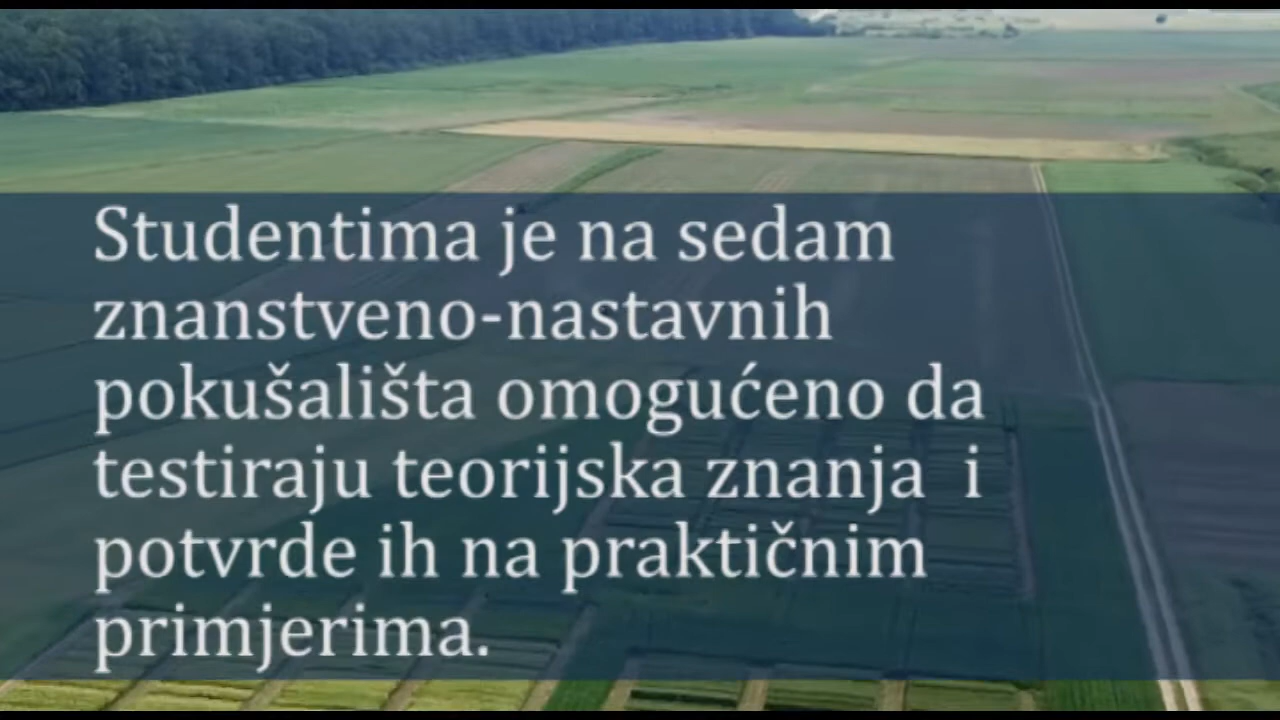 Studentima je na sedam
znanstveno-nastavnih
pokušališta omogućeno da
testiraju teorijska znanja  i
potvrde ih na praktičnim
primjerima.